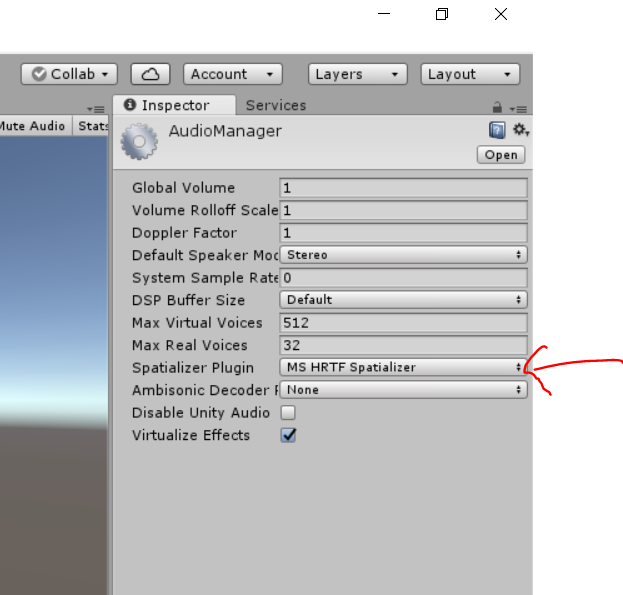 Collab Account Layers Layout
Inspector Services
Mute Audio Stats
AudioManager
Open
Global Volume 1
Volume Rolloff Scale 1
Doppler Factor 1
Default Speaker Moc Stereo
System Sample Rate 0
DSP Buffer Size Default
Max Virtual Voices 512
Max Real Voices 32
Spatializer Plugin MS HRTF Spatializer
Ambisonic Decoder P None
Disable Unity Audio
Virtualize Effects